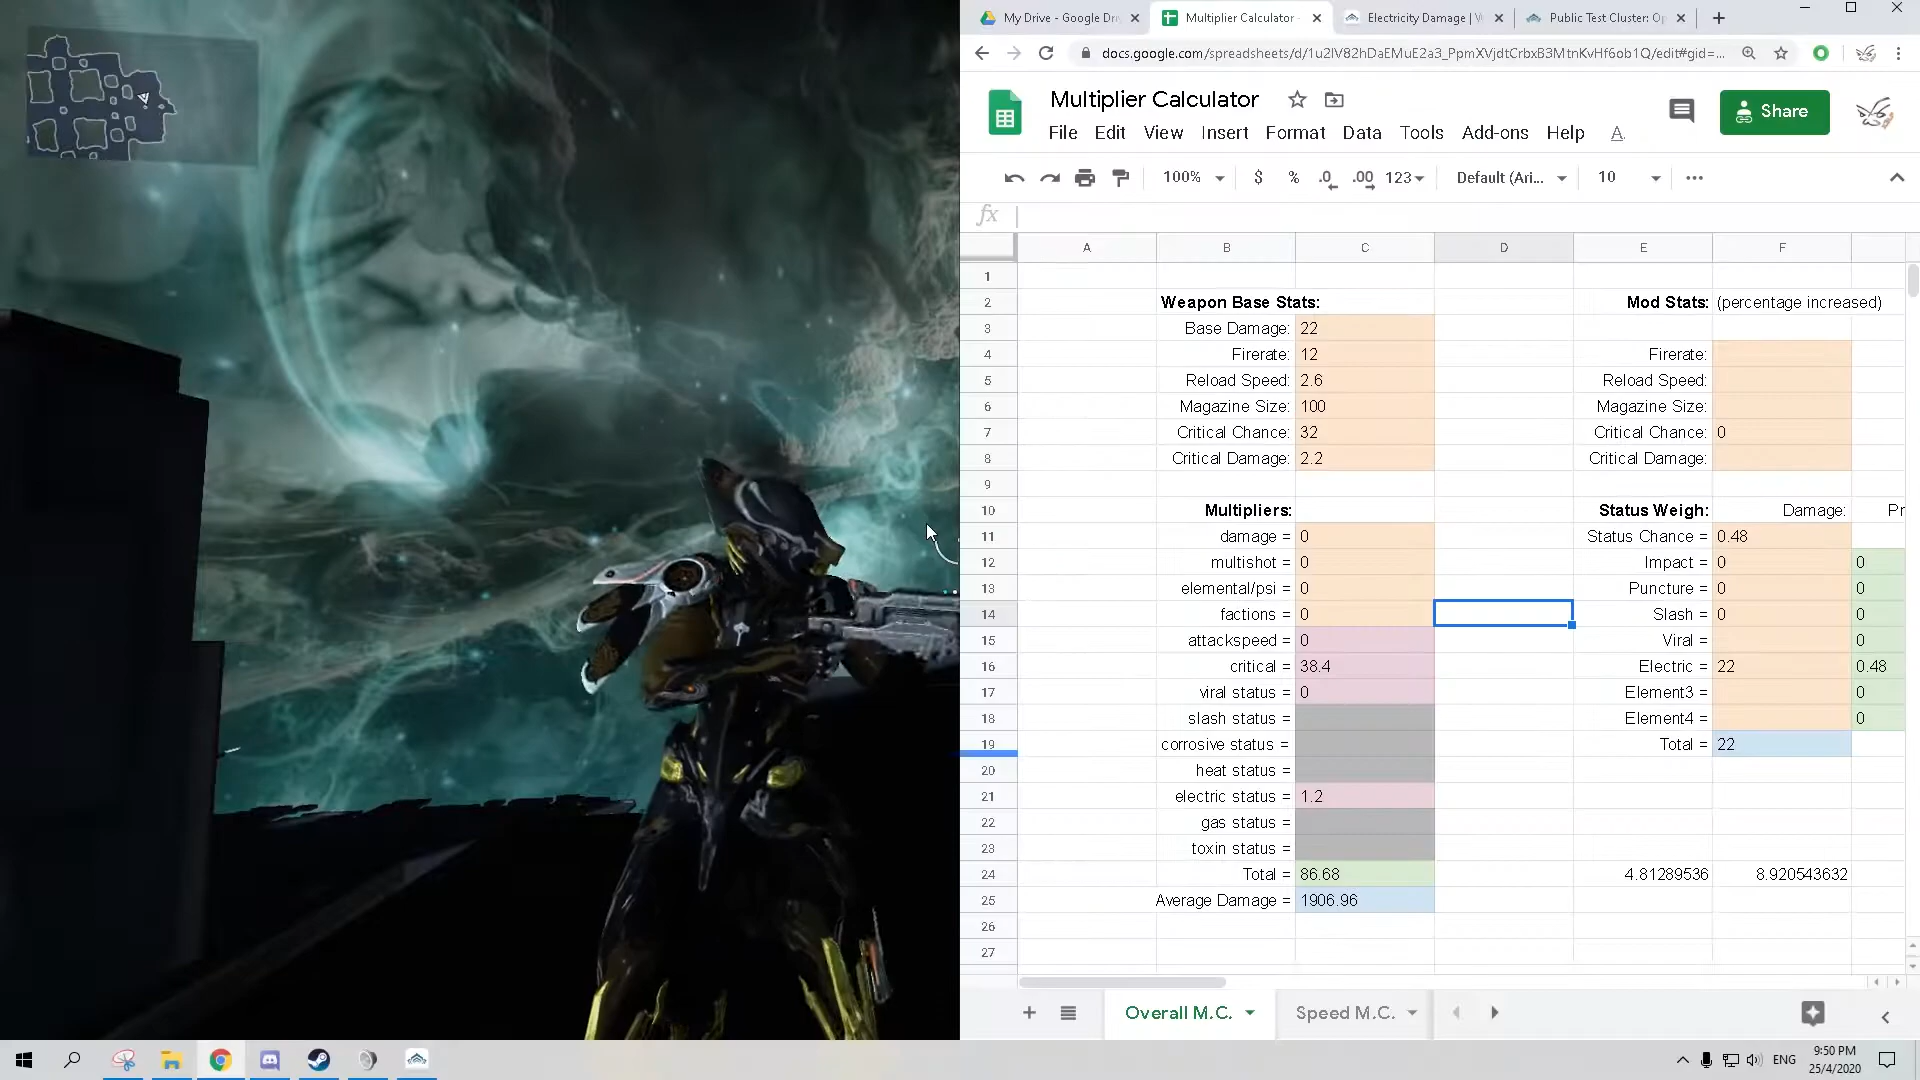 My Drive - Google Dri
Multiplier Calculator -
Electricity Damage | W
Public Test Cluster: Op
docs.google.com/spreadsheets/d/1u2IV82hDaEMuE2a3_PpmXVjdtCrbxB3MtnKvHf6ob1Q/edit#gid=...
Multiplier Calculator
Share
File Edit View Insert Format Data Tools Add-ons Help A
100% $ % .0 .00 123 Default (Ari... 10
fx
A B C D E F
1
2 Weapon Base Stats: Mod Stats: (percentage increased)
3 Base Damage: 22
4 Firerate: 12 Firerate:
5 Reload Speed: 2.6 Reload Speed:
6 Magazine Size: 100 Magazine Size:
7 Critical Chance: 32 Critical Chance: 0
8 Critical Damage: 2.2 Critical Damage:
9
10 Multipliers: Status Weigh: Damage: Pr
11 damage = 0 Status Chance = 0.48
12 multishot = 0 Impact = 0 0
13 elemental/psi = 0 Puncture = 0 0
14 factions = 0 Slash = 0 0
15 attackspeed = 0 Viral = 0
16 critical = 38.4 Electric = 22 0.48
17 viral status = 0 Element3 = 0
18 slash status = Element4 = 0
19 corrosive status = Total = 22
20 heat status =
21 electric status = 1.2
22 gas status =
23 toxin status =
24 Total = 86.68 4.81289536 8.920543632
25 Average Damage = 1906.96
26
27
Overall M.C. Speed M.C.
ENG
9:50 PM
25/4/2020